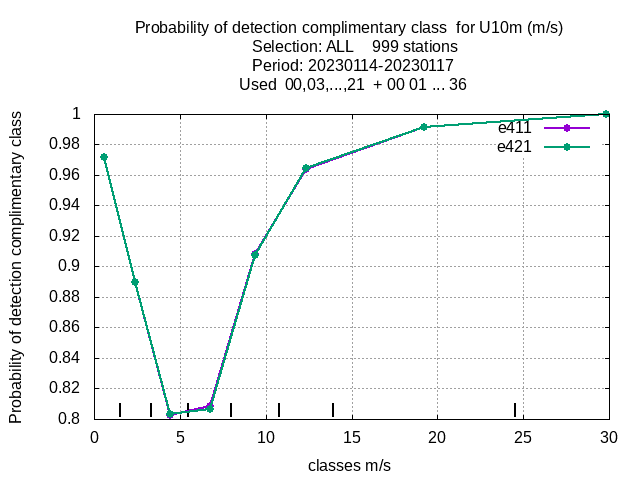 Probability of detection complimentary class  for U10m (m/s)
Selection: ALL    999 stations
Period: 20230114-20230117
Used  00,03,...,21  + 00 01 ... 36
Probability of detection complimentary class
1
0.98
0.96
0.94
0.92
0.9
0.88
0.86
0.84
0.82
0.8
e411
e421
0 5 10 15 20 25 30
classes m/s